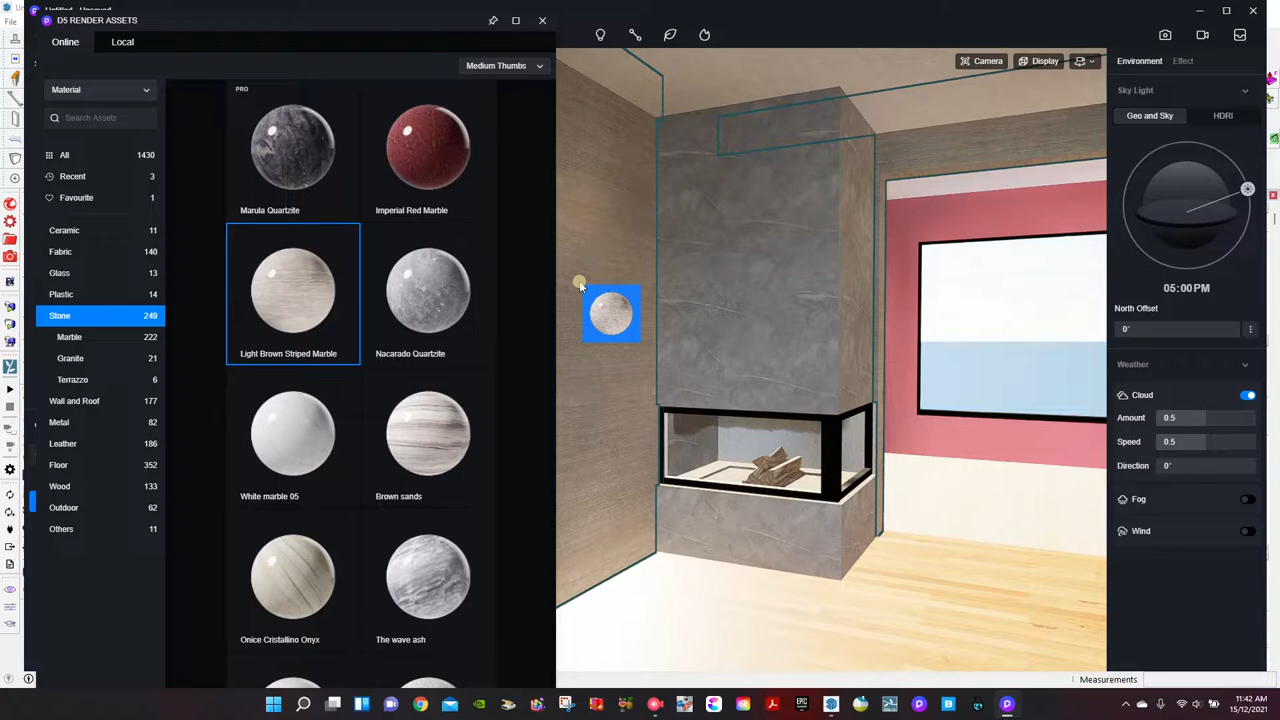 D5 RENDER ASSETS
File
Online
Local
Medium Thumbs
Material
Search Assets
All 1430
Recent 3
Favourite 1
Ceramic 11
Fabric 140
Glass 13
Plastic 14
Stone 249
Marble 222
Granite 21
Terrazzo 6
Wall and Roof 177
Metal 82
Leather 186
Floor 352
Wood 133
Outdoor 62
Others 11
PRO
Marula Quartzite
Imperial Red Marble
Light Brown Striped Marble
Nacarado Quartzite
White marble 05
Brown sands
Onice Cristallino Onyx
The wave ash
Camera
Display
Environment
Effect
Sky Light
Geo and Sky
HDRI
05:00 PM
North Offset
0°
Weather
Cloud
Amount 0.5
Speed 0.5
Direction 0°
Fog
Wind
Measurements
11:42 AM
15/12/2021